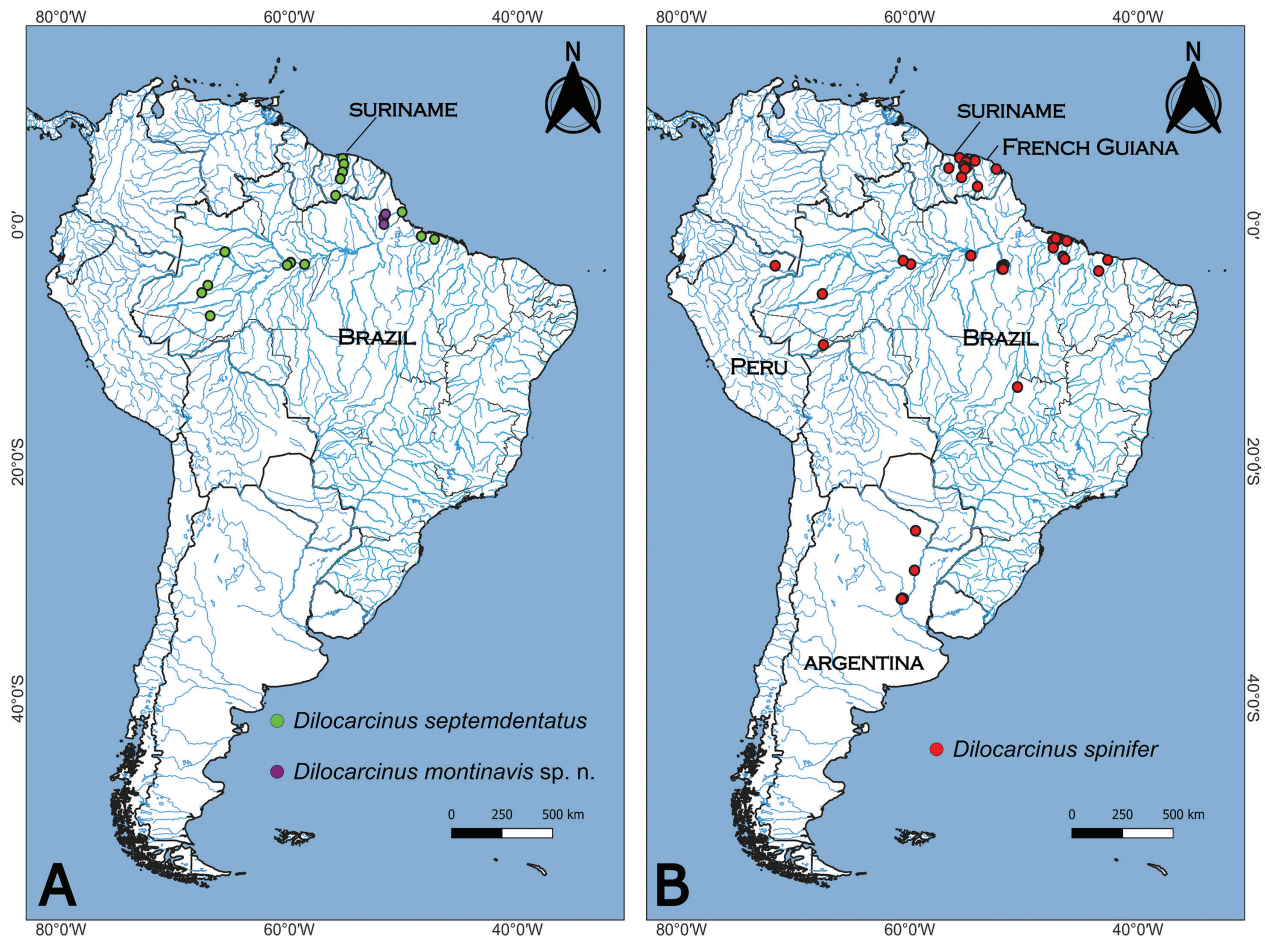 80°0'W 60°0'W 40°0'W
N
SURINAME
0°0'
BRAZIL
20°0'S
40°0'S
Dilocarcinus septemdentatus
Dilocarcinus montinavis sp. n.
0 250 500 km
A
80°0'W 60°0'W 40°0'W
80°0'W 60°0'W 40°0'W
N
SURINAME
FRENCH GUIANA
0°0'
BRAZIL
PERU
20°0'S
ARGENTINA
40°0'S
Dilocarcinus spinifer
0 250 500 km
B
80°0'W 60°0'W 40°0'W